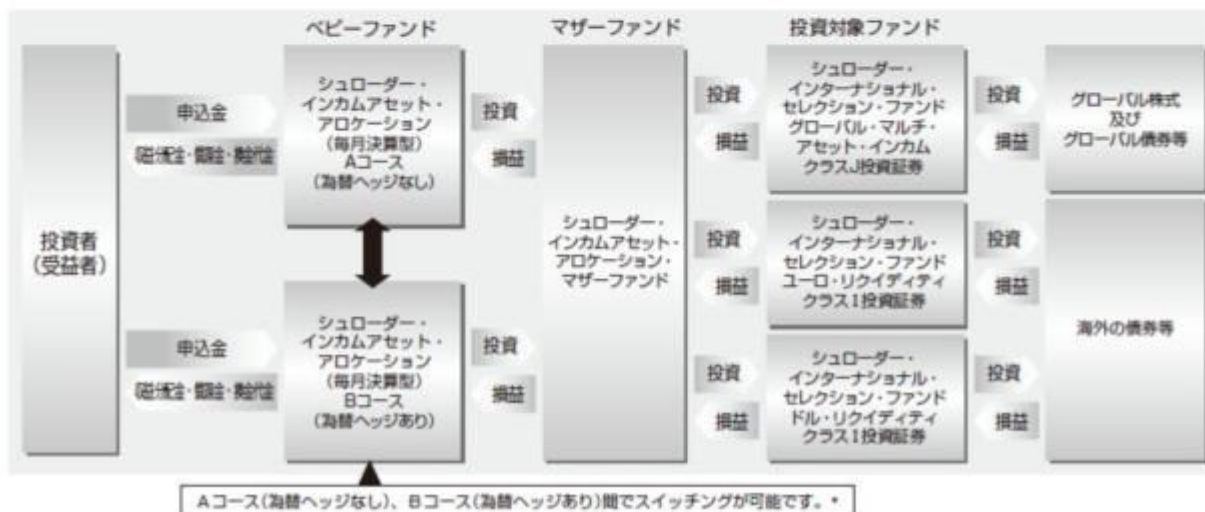 ベビーファンド
マザーファンド
投資対象ファンド
投資者
(受益者)
申込金
シュローダー・
インカムアセット・
アロケーション
(毎月決算型)
Aコース
(為替ヘッジなし)
投資
損益
申込金
シュローダー・
インカムアセット・
アロケーション
(毎月決算型)
Bコース
(為替ヘッジあり)
投資
損益
シュローダー・
インカムアセット・
アロケーション・
マザーファンド
投資
損益
シュローダー・
インターナショナル・
セレクション・ファンド
グローバル・マルチ・
アセット・インカム
クラスJ投資証券
投資
損益
グローバル株式
及び
グローバル債券等
投資
損益
シュローダー・
インターナショナル・
セレクション・ファンド
ユーロ・リクイディティ
クラスI投資証券
投資
損益
投資
損益
シュローダー・
インターナショナル・
セレクション・ファンド
ドル・リクイディティ
クラスI投資証券
投資
損益
海外の債券等
Aコース(為替ヘッジなし)、Bコース(為替ヘッジあり)間でスイッチングが可能です。*